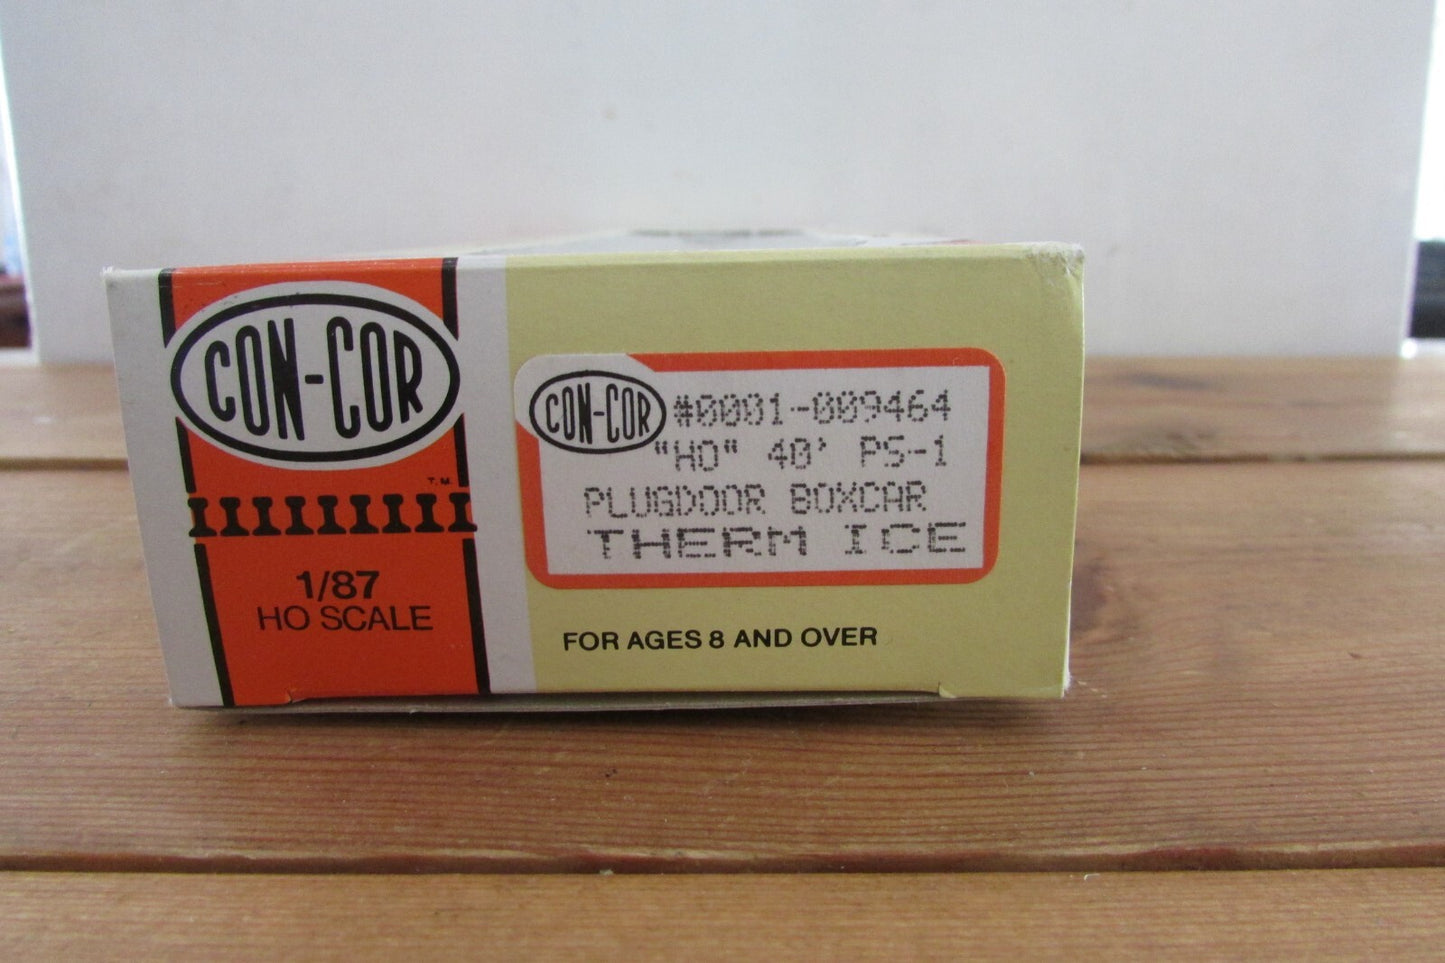 CON-COR
T.M.
1/87
HO SCALE
CON-COR #0001-009464
"HO" 40' PS-1
PLUGDOOR BOXCAR
THERM ICE
FOR AGES 8 AND OVER